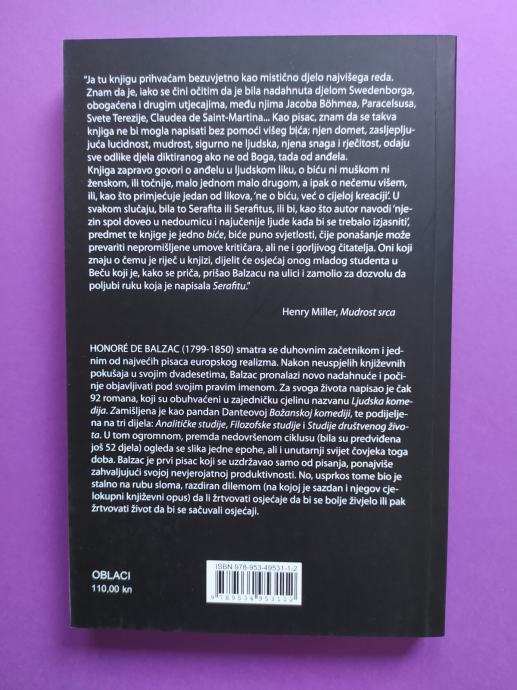 “Ja tu knjigu prihvaćam bezuvjetno kao mistično djelo najvišega reda.
Znam da je, iako se čini očitim da je bila nadahnuta djelom Swedenborga,
obogaćena i drugim utjecajima, među njima Jacoba Böhmea, Paracelsusa,
Svete Terezije, Claudea de Saint-Martina... Kao pisac, znam da se takva
knjiga ne bi mogla napisati bez pomoći višeg bića; njen domet, zasljeplju-
juća lucidnost, mudrost, sigurno ne ljudska, njena snaga i rječitost, odaju
sve odlike djela diktiranog ako ne od Boga, tada od anđela.
Knjiga zapravo govori o anđelu u ljudskom liku, o biću ni muškom ni
ženskom, ili točnije, malo jednom malo drugom, a ipak o nečemu višem,
ili, kao što primjećuje jedan od likova, ‘ne o biću, već o cijeloj kreaciji’. U
svakom slučaju, bila to Serafita ili Serafitus, ili bi, kao što autor navodi ‘nje-
zin spol doveo u nedoumicu i najučenije ljude kada bi se trebalo izjasniti’,
predmet te knjige je jedno biće, biće puno svjetlosti, čije ponašanje može
prevariti nepromišljene umove kritičara, ali ne i gorljivog čitatelja. Oni koji
znaju o čemu je riječ u knjizi, dijelit će osjećaj onog mladog studenta u
Beču koji je, kako se priča, prišao Balzacu na ulici i zamolio za dozvolu da
poljubi ruku koja je napisala Serafitu.”
Henry Miller, Mudrost srca
HONORÉ DE BALZAC (1799-1850) smatra se duhovnim začetnikom i jed-
nim od najvećih pisaca europskog realizma. Nakon neuspjelih književnih
pokušaja u svojim dvadesetima, Balzac pronalazi novo nadahnuće i poči-
nje objavljivati pod svojim pravim imenom. Za svoga života napisao je čak
92 romana, koji su obuhvaćeni u zajedničku cjelinu nazvanu Ljudska kome-
dija. Zamišljena je kao pandan Danteovoj Božanskoj komediji, te podijelje-
na na tri dijela: Analitičke studije, Filozofske studije i Studije društvenog živo-
ta. U tom ogromnom, premda nedovršenom ciklusu (bila su predviđena
još 52 djela) ogleda se slika jedne epohe, ali i unutarnji svijet čovjeka toga
doba. Balzac je prvi pisac koji se uzdržavao samo od pisanja, ponajviše
zahvaljujući svojoj nevjerojatnoj produktivnosti. No, usprkos tome bio je
stalno na rubu sloma, razdiran dilemom (na kojoj je sazdan i njegov cje-
lokupni književni opus) da li žrtvovati osjećaje da bi se bolje živjelo ili pak
žrtvovati život da bi se sačuvali osjećaji.
ISBN 978-953-49531-1-2
9 789534 953112
OBLACI
110,00 kn